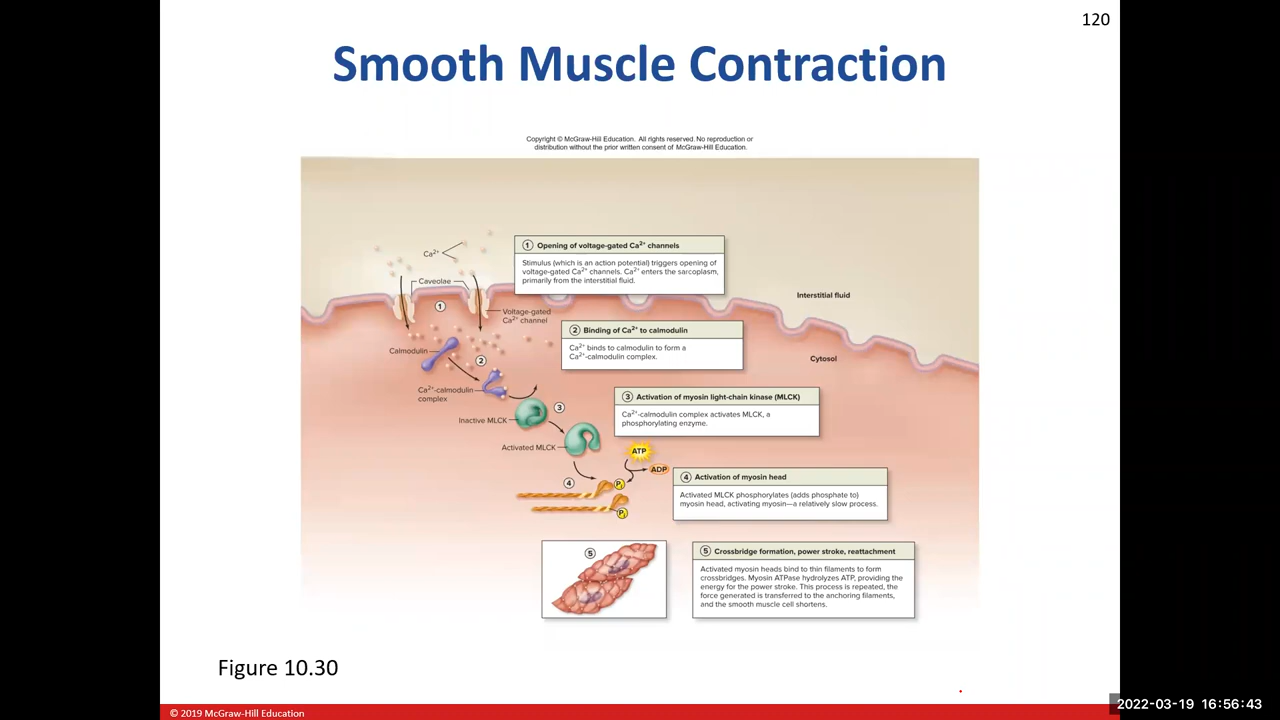 120
Smooth Muscle Contraction
Copyright © McGraw-Hill Education. All rights reserved. No reproduction or
distribution without the prior written consent of McGraw-Hill Education.
Ca²⁺
Caveolae
1
Voltage-gated
Ca²⁺ channel
1 Opening of voltage-gated Ca²⁺ channels
Stimulus (which is an action potential) triggers opening of
voltage-gated Ca²⁺ channels. Ca²⁺ enters the sarcoplasm,
primarily from the interstitial fluid.
Interstitial fluid
Cytosol
Calmodulin
2
2 Binding of Ca²⁺ to calmodulin
Ca²⁺ binds to calmodulin to form a
Ca²⁺-calmodulin complex.
Ca²⁺-calmodulin
complex
3
Inactive MLCK
3 Activation of myosin light-chain kinase (MLCK)
Ca²⁺-calmodulin complex activates MLCK, a
phosphorylating enzyme.
Activated MLCK
ATP
ADP
4
Pi
Pi
4 Activation of myosin head
Activated MLCK phosphorylates (adds phosphate to)
myosin head, activating myosin—a relatively slow process.
5
5 Crossbridge formation, power stroke, reattachment
Activated myosin heads bind to thin filaments to form
crossbridges. Myosin ATPase hydrolyzes ATP, providing the
energy for the power stroke. This process is repeated, the
force generated is transferred to the anchoring filaments,
and the smooth muscle cell shortens.
Figure 10.30
© 2019 McGraw-Hill Education
2022-03-19 16:56:43